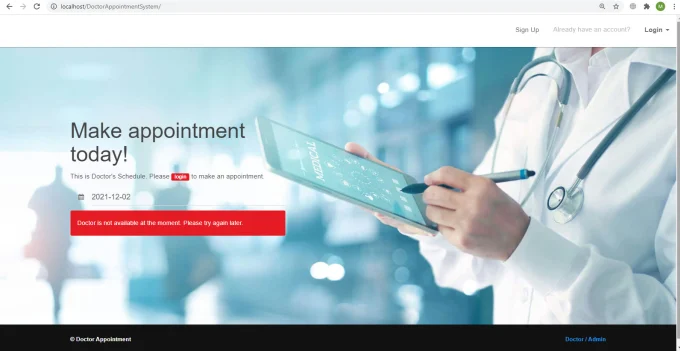 localhost/DoctorAppointmentSystem/
M
Sign Up Already have an account? Login
Make appointment
today!
This is Doctor's Schedule. Please login to make an appointment.
2021-12-02
Doctor is not available at the moment. Please try again later.
© Doctor Appointment Doctor / Admin